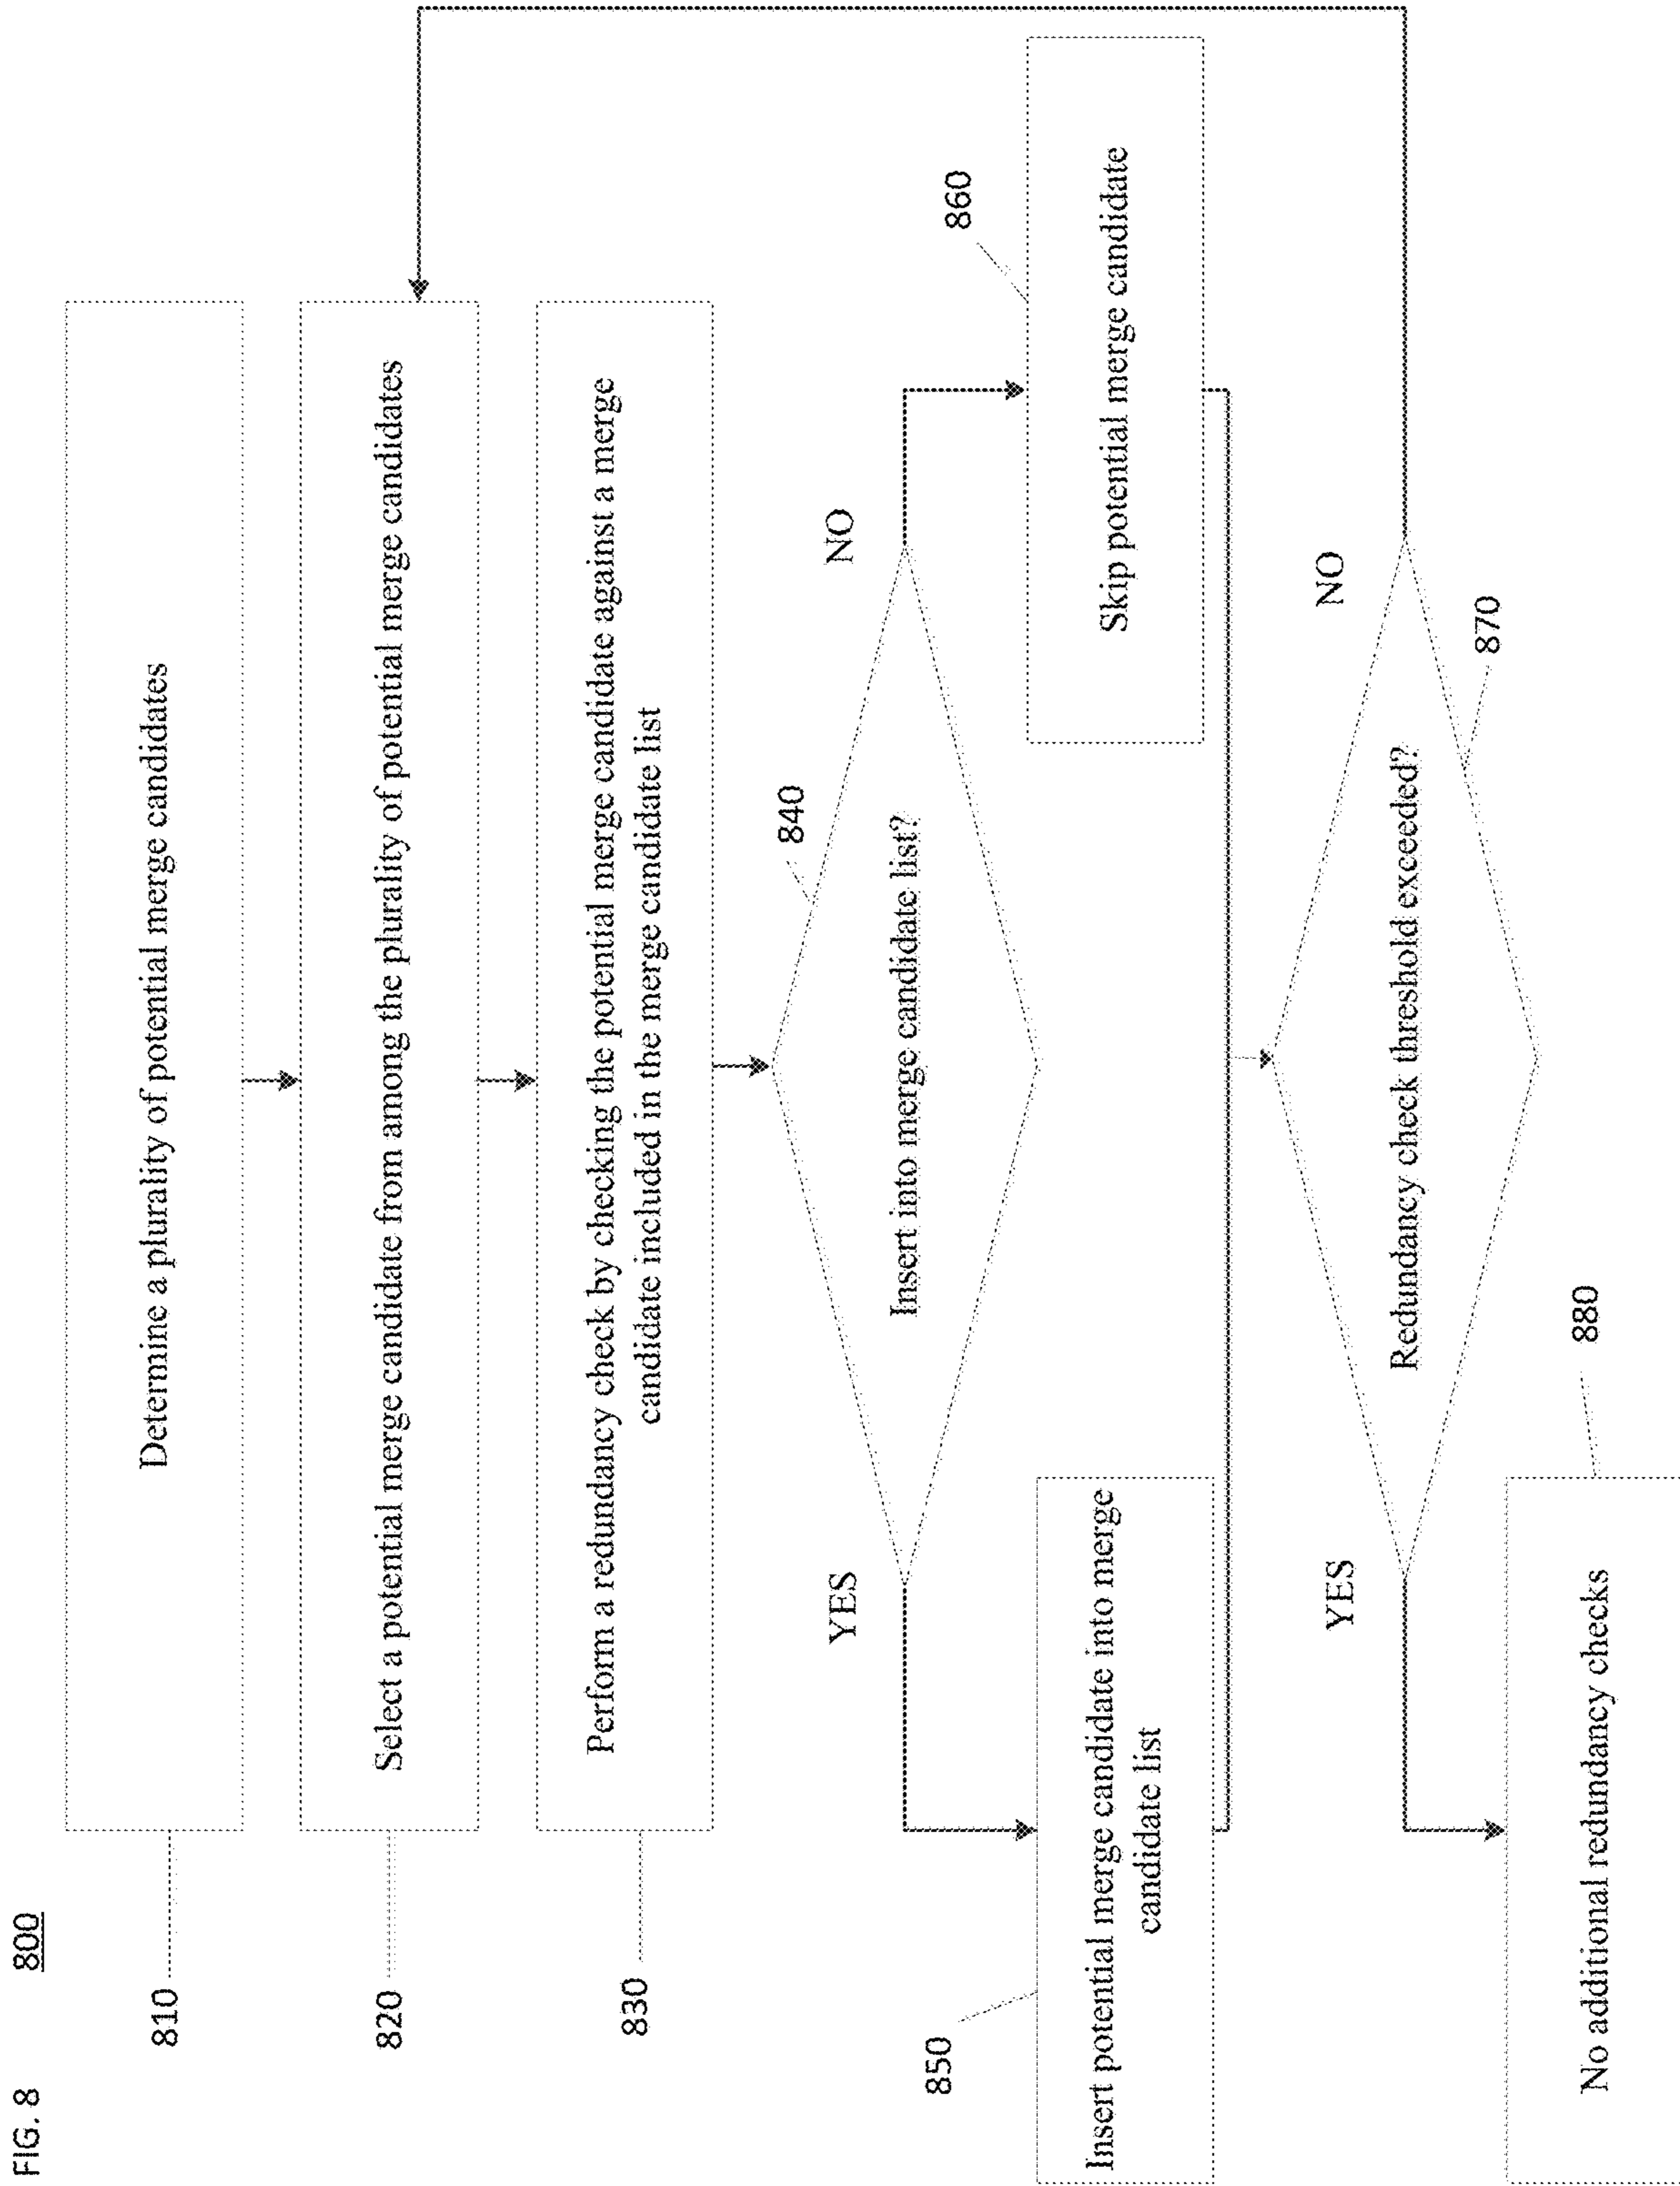 FIG. 8
800
810
Determine a plurality of potential merge candidates
820
Select a potential merge candidate from among the plurality of potential merge candidates
830
Perform a redundancy check by checking the potential merge candidate against a merge
candidate included in the merge candidate list
840
Insert into merge candidate list?
YES
NO
850
Insert potential merge candidate into merge
candidate list
860
Skip potential merge candidate
Redundancy check threshold exceeded?
870
YES
NO
880
No additional redundancy checks